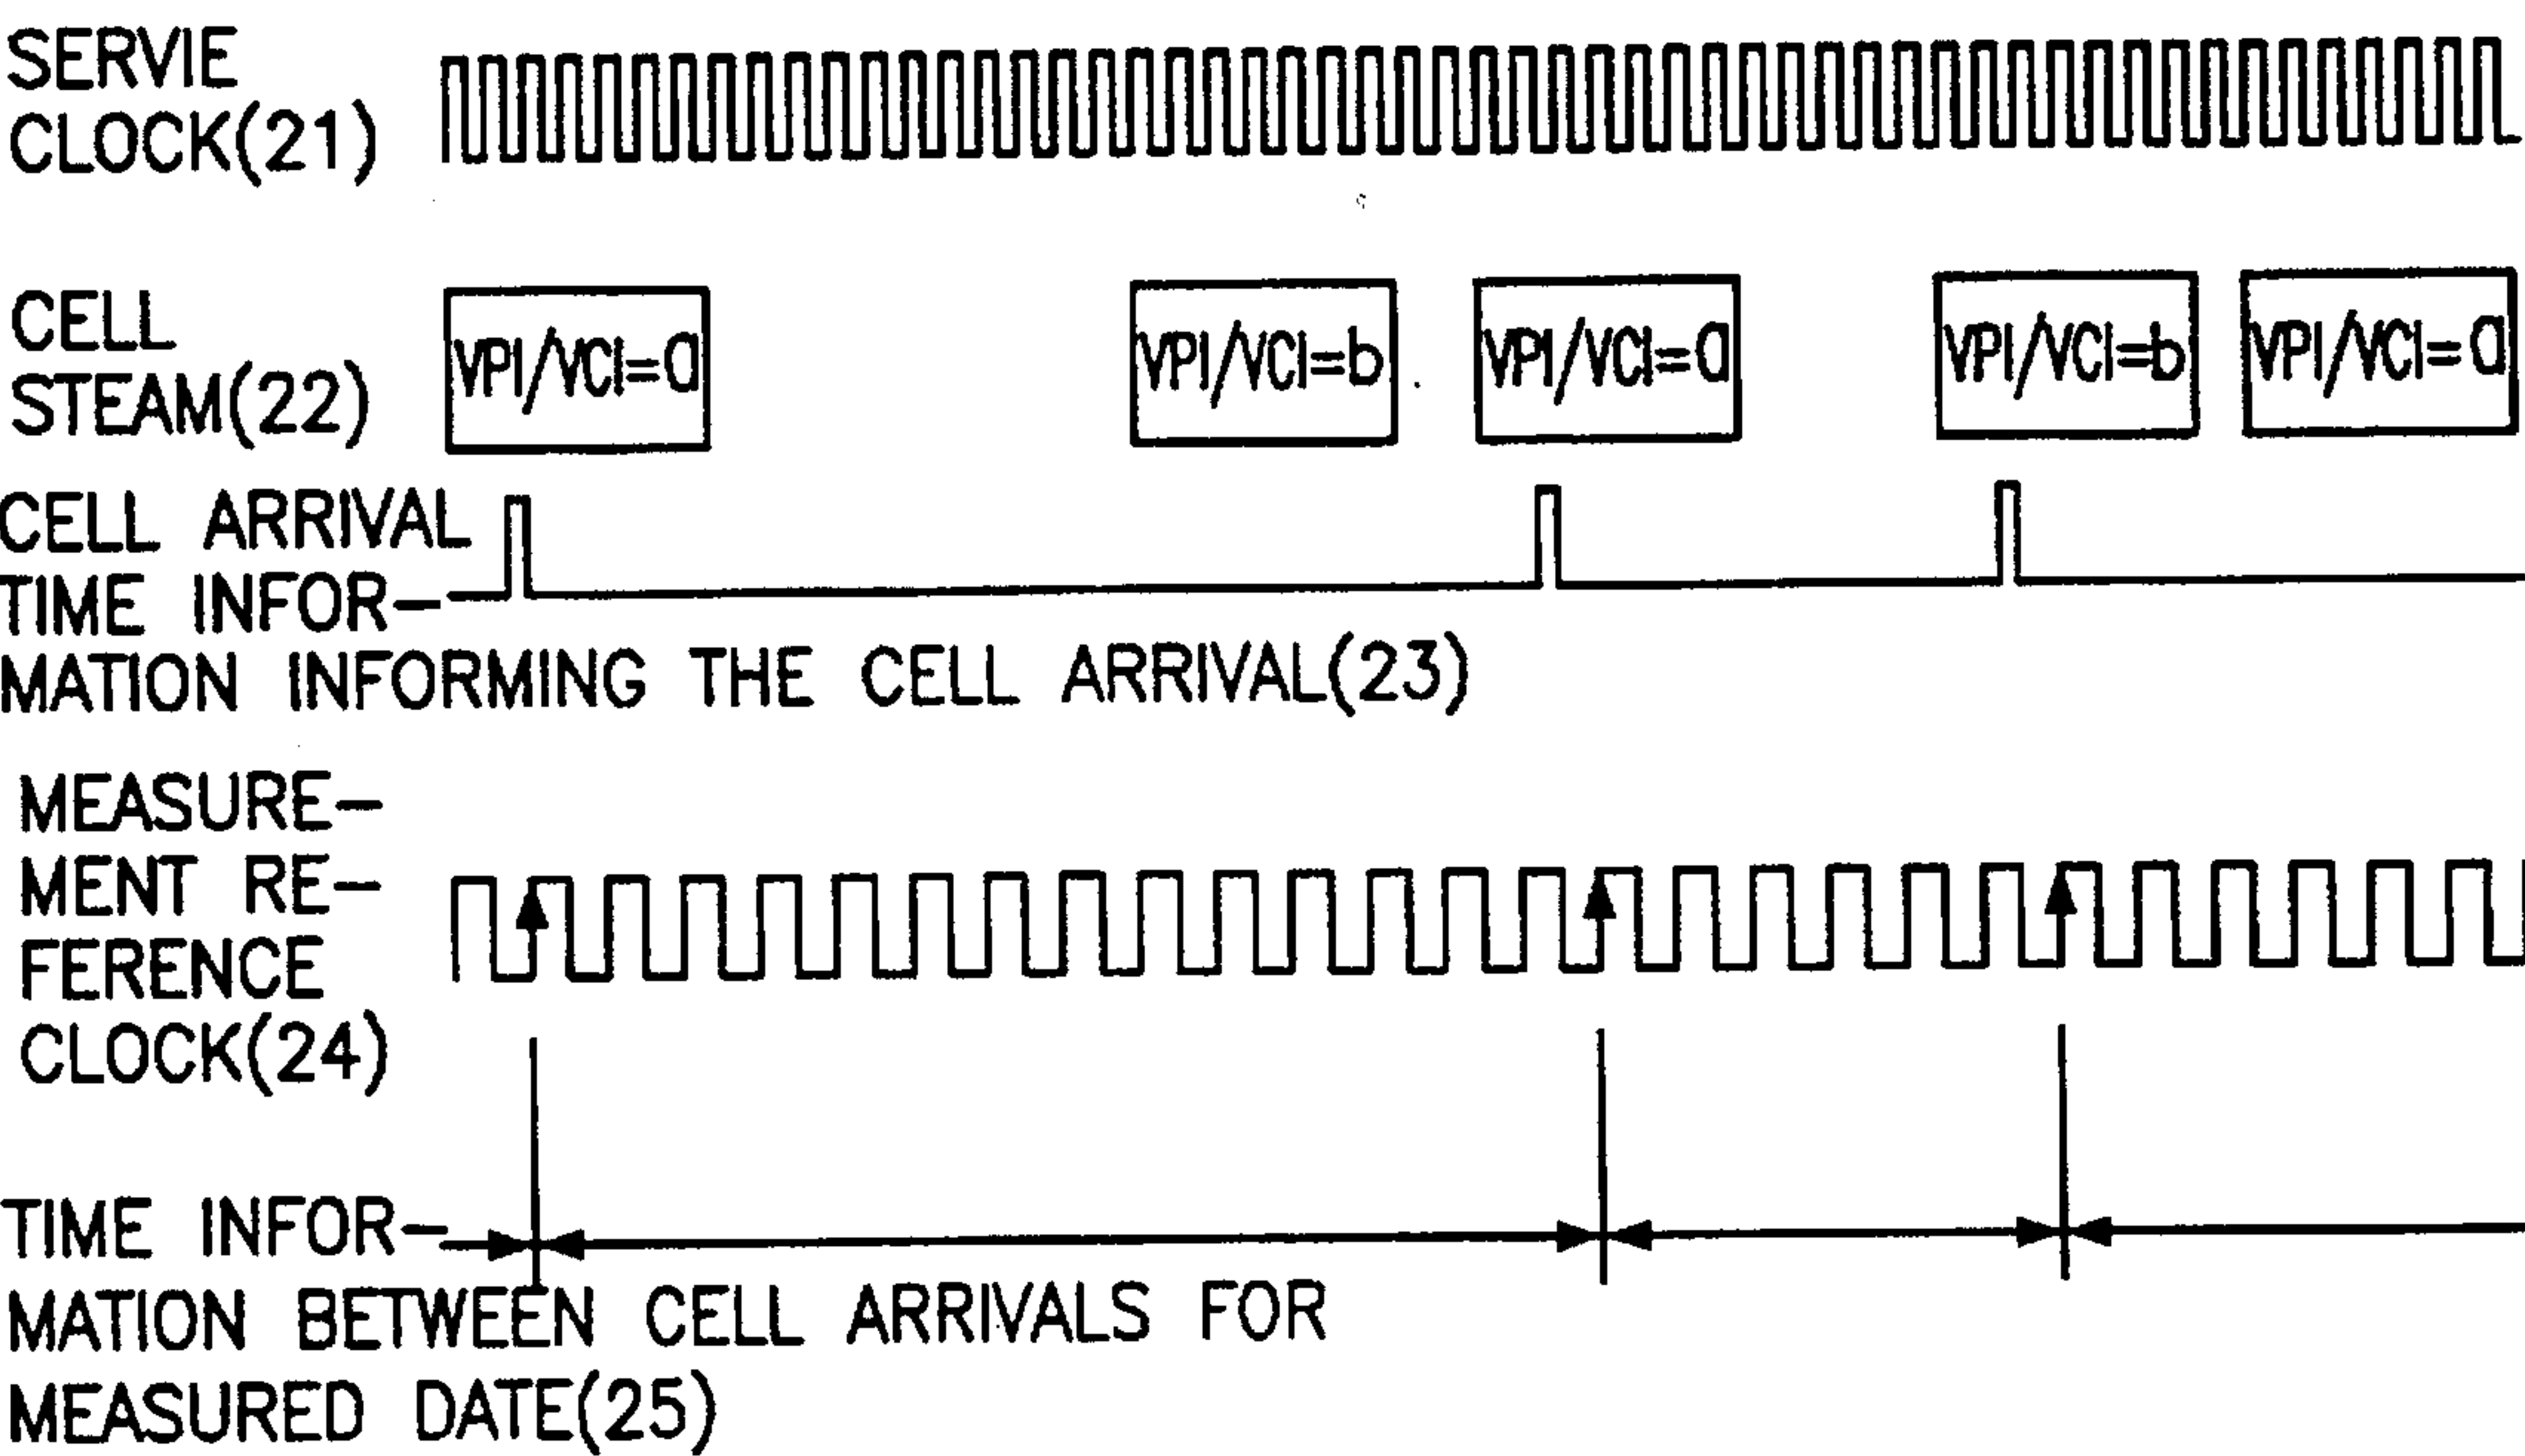 SERVIE
CLOCK(21)
CELL
STEAM(22)
VPI/VCI=a
VPI/VCI=b
VPI/VCI=a
VPI/VCI=b
VPI/VCI=a
CELL ARRIVAL
TIME INFOR-
MATION INFORMING THE CELL ARRIVAL(23)
MEASURE-
MENT RE-
FERENCE
CLOCK(24)
TIME INFOR-
MATION BETWEEN CELL ARRIVALS FOR
MEASURED DATE(25)